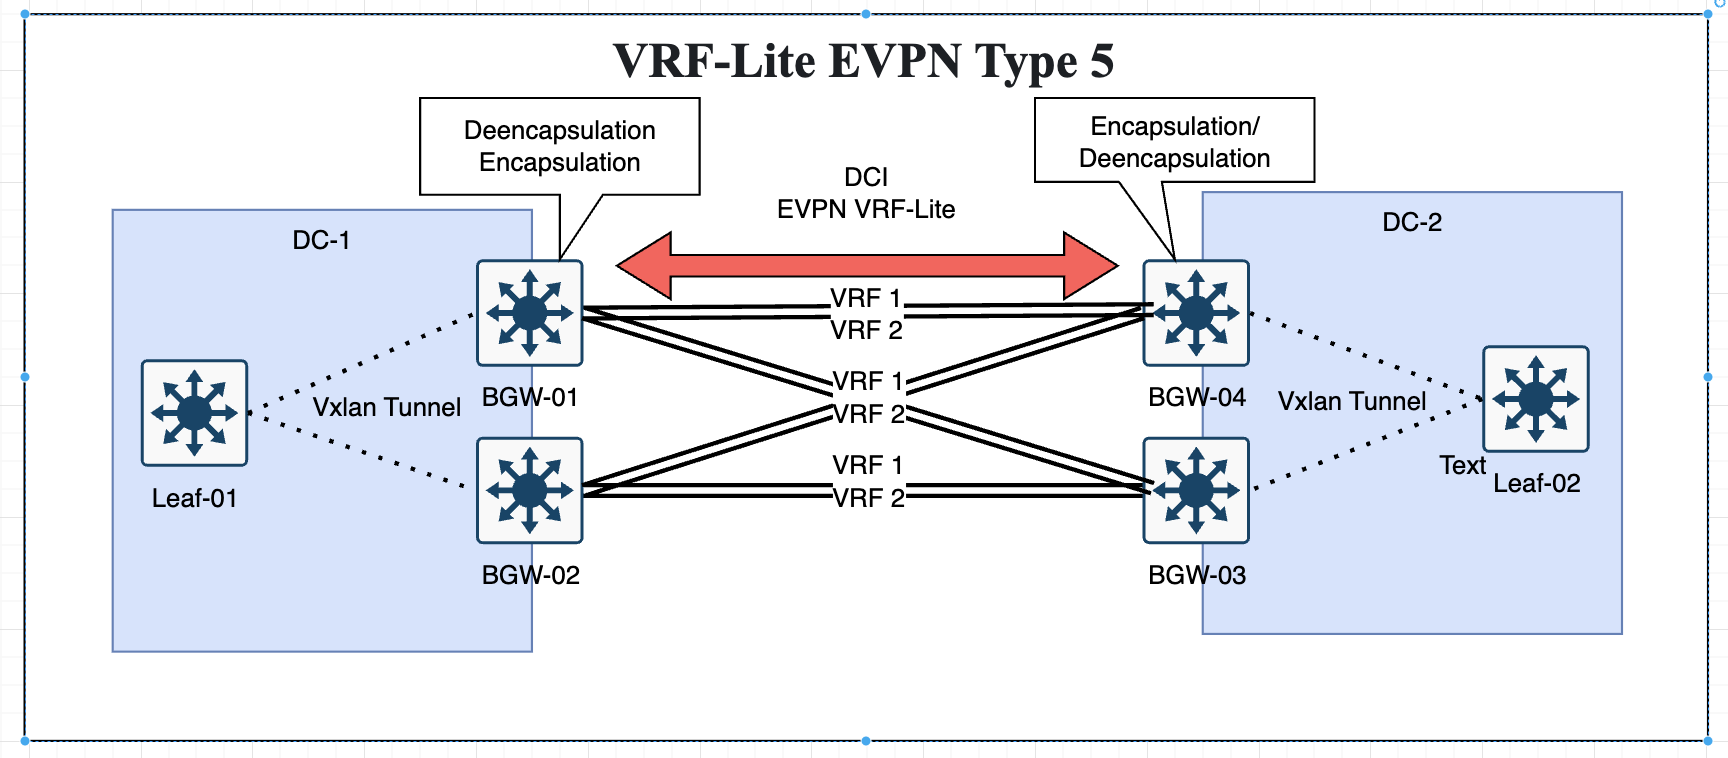 VRF-Lite EVPN Type 5
Deencapsulation
Encapsulation
Encapsulation/
Deencapsulation
DCI
EVPN VRF-Lite
DC-1
DC-2
VRF 1
VRF 2
VRF 1
VRF 2
VRF 1
VRF 2
BGW-01
BGW-04
Vxlan Tunnel
Vxlan Tunnel
Leaf-01
Text
Leaf-02
BGW-02
BGW-03